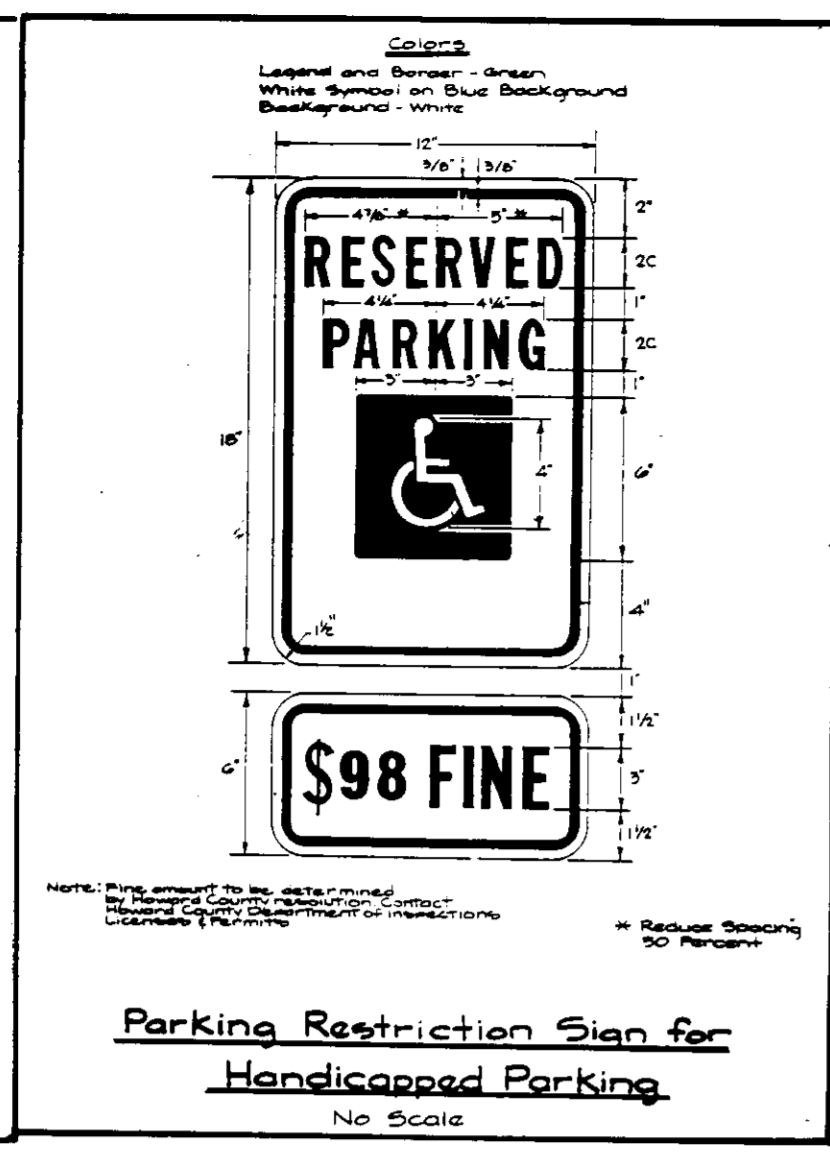 Colors
Legend and Border - Green
White Symbol on Blue Background
Background - White
12"
3/8" 3/8"
2"
4 7/8" * 5" *
RESERVED
2C
4 1/4" 4 1/4"
1"
PARKING
2C
3" 3"
1"
18"
4"
6"
4"
1 1/2"
1"
1 1/2"
$98 FINE
6"
3"
1 1/2"
Note: Fine amount to be determined
by Howard County resolution. Contact
Howard County Department of Inspections
Licenses & Permits
* Reduce Spacing
50 Percent
Parking Restriction Sign for
Handicapped Parking
No Scale